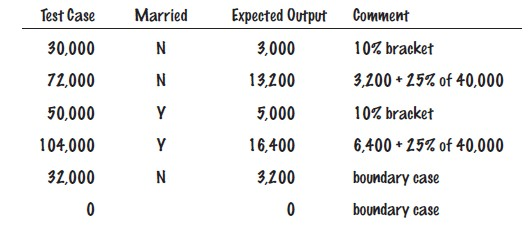 Test Case Married Expected Output Comment
30,000 N 3,000 10% bracket
72,000 N 13,200 3,200 + 25% of 40,000
50,000 Y 5,000 10% bracket
104,000 Y 16,400 6,400 + 25% of 40,000
32,000 N 3,200 boundary case
0 0 boundary case